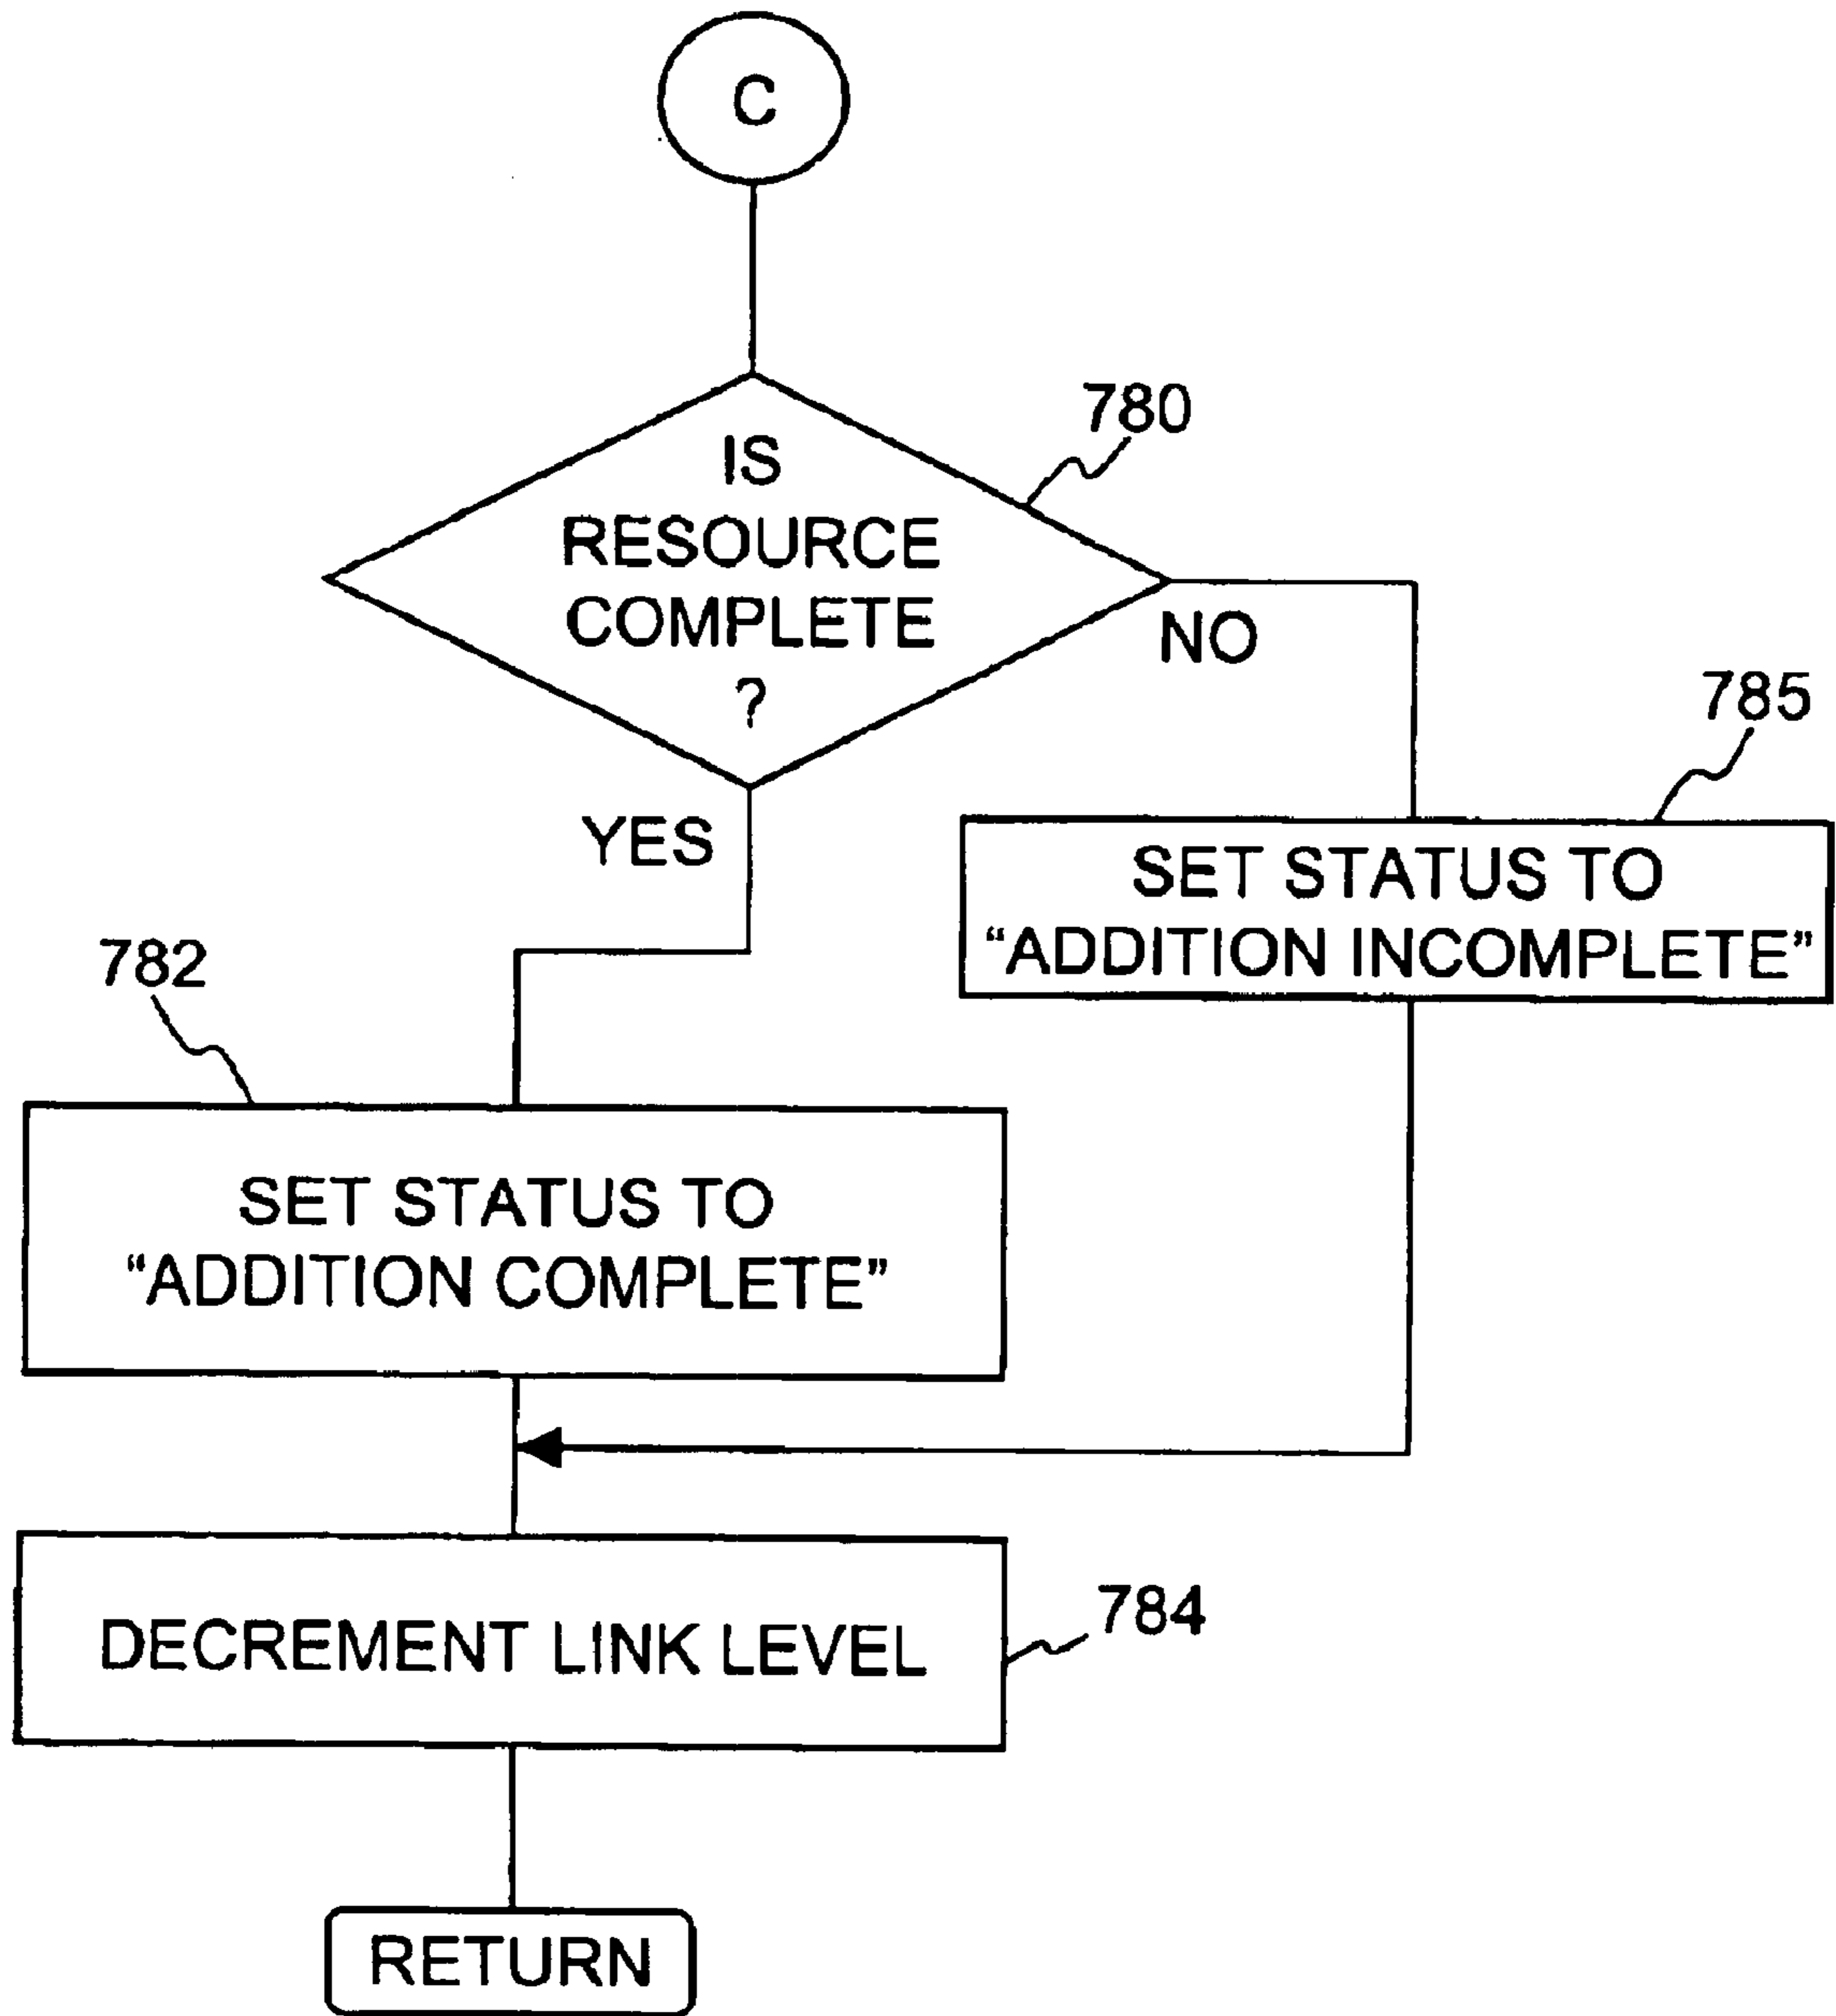 C
780
IS
RESOURCE
COMPLETE
?
NO
785
YES
SET STATUS TO
“ADDITION INCOMPLETE”
782
SET STATUS TO
“ADDITION COMPLETE”
784
DECREMENT LINK LEVEL
RETURN